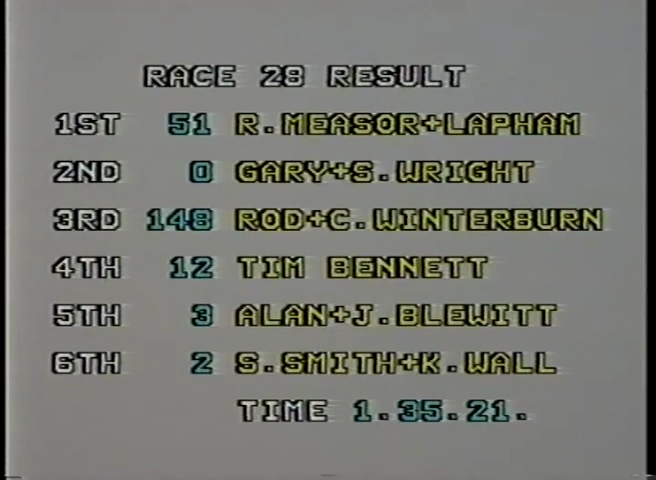 RACE 28 RESULT
1ST 51 R.MEASOR+LAPHAM
2ND 0 GARY+S.WRIGHT
3RD 148 ROD+C.WINTERBURN
4TH 12 TIM BENNETT
5TH 3 ALAN+J.BLEWITT
6TH 2 S.SMITH+K.WALL
TIME 1.35.21.